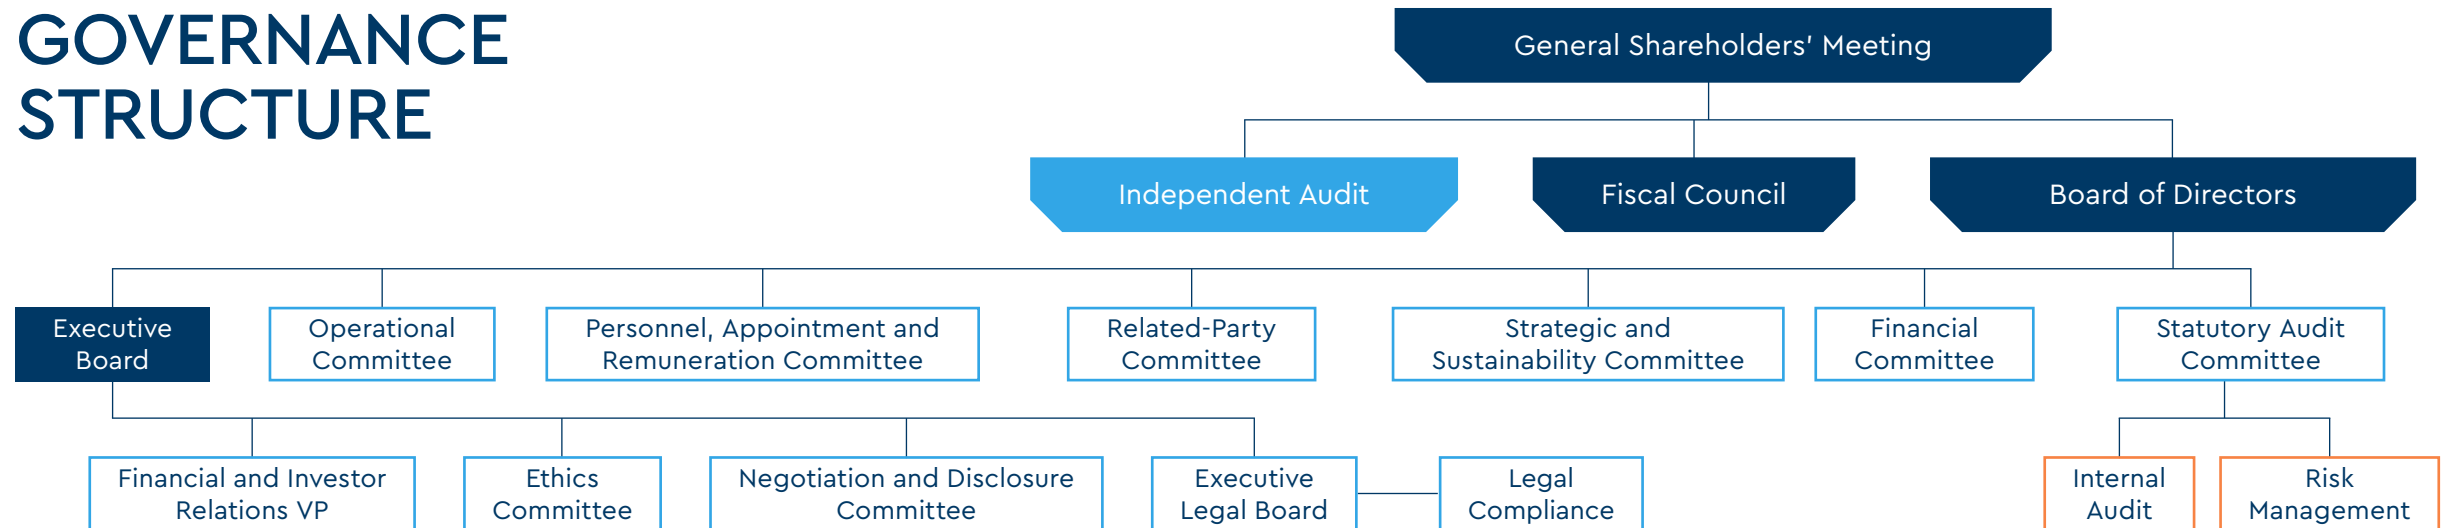 GOVERNANCE
STRUCTURE
General Shareholders' Meeting
Independent Audit
Fiscal Council
Board of Directors
Executive
Board
Operational
Committee
Personnel, Appointment and
Remuneration Committee
Related-Party
Committee
Strategic and
Sustainability Committee
Financial
Committee
Statutory Audit
Committee
Financial and Investor
Relations VP
Ethics
Committee
Negotiation and Disclosure
Committee
Executive
Legal Board
Legal
Compliance
Internal
Audit
Risk
Management